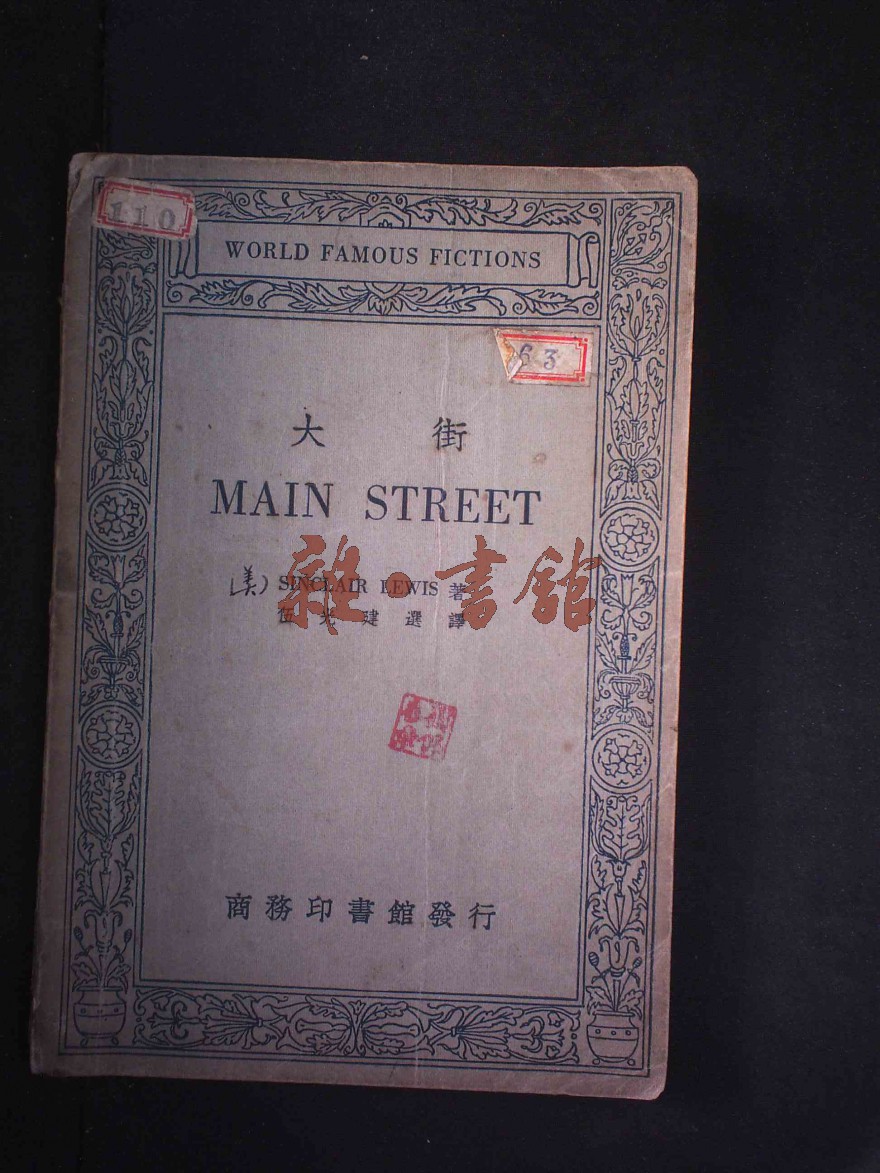 110
WORLD FAMOUS FICTIONS
63
大 街
MAIN STREET
美) SINCLAIR LEWIS 著
雜·書館
伍光建選譯
商務印書館發行